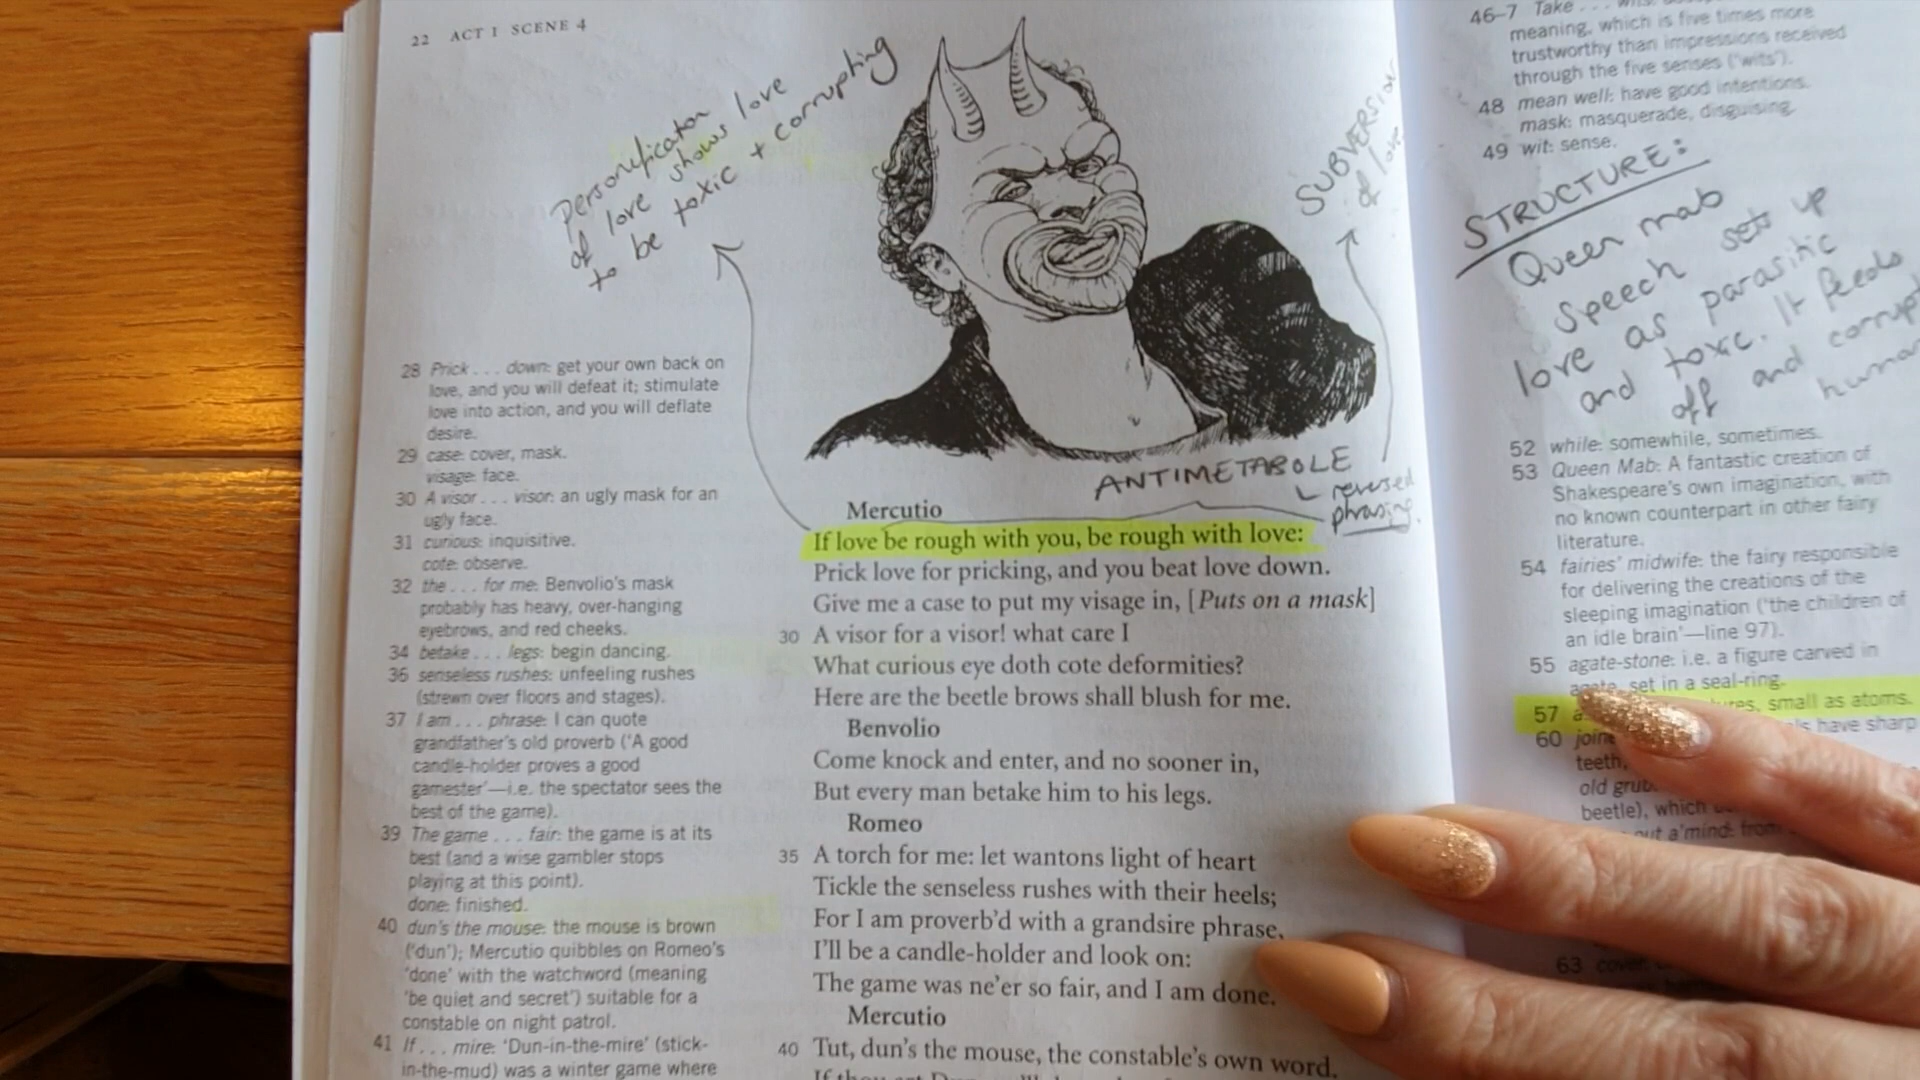 22 ACT 1 SCENE 4
personification
of love shows love
to be toxic + corrupting
SUBVERSION
of love
28 Prick . . . down: get your own back on
love, and you will defeat it; stimulate
love into action, and you will deflate
desire.
29 case: cover, mask.
visage: face.
30 A visor . . . visor: an ugly mask for an
ugly face.
31 curious: inquisitive.
cote: observe.
32 the . . . for me: Benvolio's mask
probably has heavy, over-hanging
eyebrows, and red cheeks.
34 betake . . . legs: begin dancing.
36 senseless rushes: unfeeling rushes
(strewn over floors and stages).
37 I am . . . phrase: I can quote
grandfather's old proverb ('A good
candle-holder proves a good
gamester'—i.e. the spectator sees the
best of the game).
39 The game . . . fair: the game is at its
best (and a wise gambler stops
playing at this point).
done: finished.
40 dun's the mouse: the mouse is brown
('dun'); Mercutio quibbles on Romeo's
'done' with the watchword (meaning
'be quiet and secret') suitable for a
constable on night patrol.
41 If . . . mire: 'Dun-in-the-mire' (stick-
in-the-mud) was a winter game where
ANTIMETABOLE
reversed
phrasing.
Mercutio
If love be rough with you, be rough with love:
Prick love for pricking, and you beat love down.
Give me a case to put my visage in, [Puts on a mask]
30 A visor for a visor! what care I
What curious eye doth cote deformities?
Here are the beetle brows shall blush for me.
Benvolio
Come knock and enter, and no sooner in,
But every man betake him to his legs.
Romeo
35 A torch for me: let wantons light of heart
Tickle the senseless rushes with their heels;
For I am proverb'd with a grandsire phrase,
I'll be a candle-holder and look on:
The game was ne'er so fair, and I am done.
Mercutio
40 Tut, dun's the mouse, the constable's own word.
46–7 Take . . .
meaning, which is five times more
trustworthy than impressions received
through the five senses ('wits').
48 mean well: have good intentions.
mask: masquerade, disguising.
49 wit: sense.
STRUCTURE:
Queen mab
speech sets up
love as parasitic
and toxic. It feeds
off and corrupt
human
52 while: somewhile, sometimes.
53 Queen Mab: A fantastic creation of
Shakespeare's own imagination, with
no known counterpart in other fairy
literature.
54 fairies' midwife: the fairy responsible
for delivering the creations of the
sleeping imagination ('the children of
an idle brain'—line 97).
55 agate-stone: i.e. a figure carved in
agate, set in a seal-ring.
57 small as atoms.
60 have sharp
teeth,
old
beetle), which
a'mind: from
63